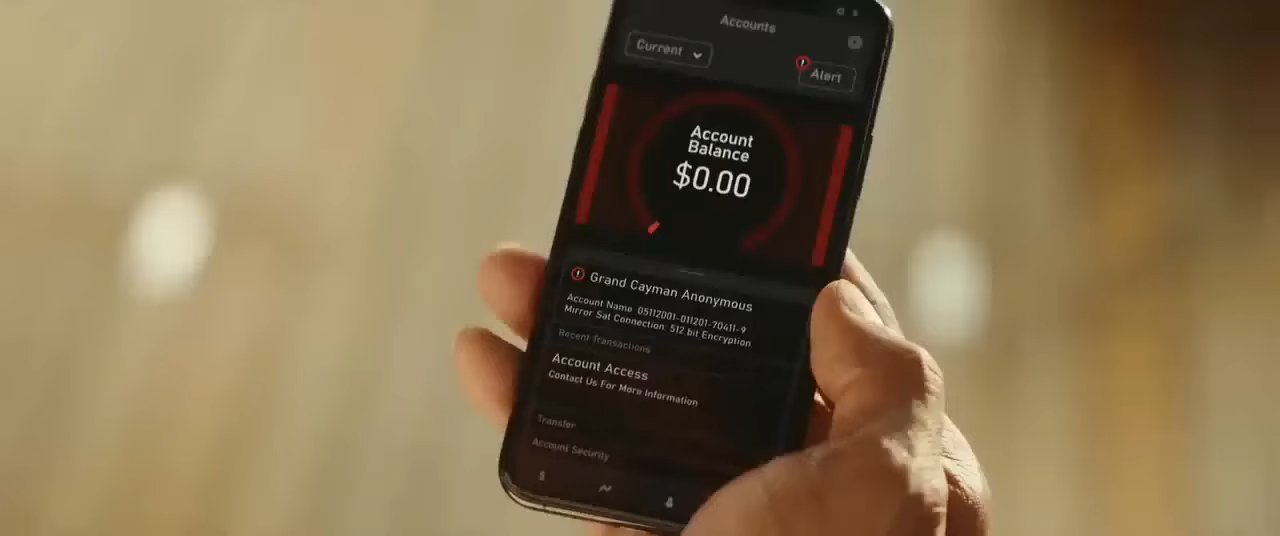 Accounts
Current
Alert
Account
Balance
$0.00
Grand Cayman Anonymous
Account Name 05112001-011201-70411-9
Mirror Sat Connection: 512 bit Encryption
Recent Transactions
Account Access
Contact Us For More Information
Transfer
Account Security